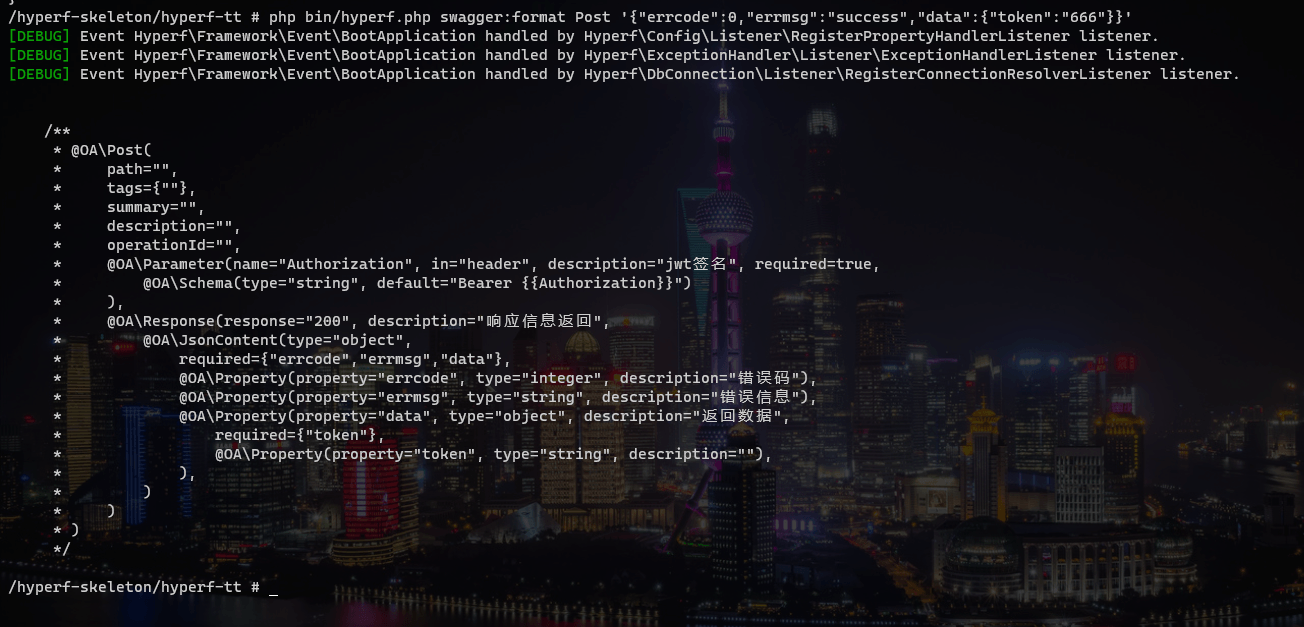 /hyperf-skeleton/hyperf-tt # php bin/hyperf.php swagger:format Post '{"errcode":0,"errmsg":"success","data":{"token":"666"}}'
[DEBUG] Event Hyperf\Framework\Event\BootApplication handled by Hyperf\Config\Listener\RegisterPropertyHandlerListener listener.
[DEBUG] Event Hyperf\Framework\Event\BootApplication handled by Hyperf\ExceptionHandler\Listener\ExceptionHandlerListener listener.
[DEBUG] Event Hyperf\Framework\Event\BootApplication handled by Hyperf\DbConnection\Listener\RegisterConnectionResolverListener listener.
    /**
     * @OA\Post(
     *     path="",
     *     tags={""},
     *     summary="",
     *     description="",
     *     operationId="",
     *     @OA\Parameter(name="Authorization", in="header", description="jwt签名", required=true,
     *         @OA\Schema(type="string", default="Bearer {{Authorization}}")
     *     ),
     *     @OA\Response(response="200", description="响应信息返回",
     *         @OA\JsonContent(type="object",
     *             required={"errcode","errmsg","data"},
     *             @OA\Property(property="errcode", type="integer", description="错误码"),
     *             @OA\Property(property="errmsg", type="string", description="错误信息"),
     *             @OA\Property(property="data", type="object", description="返回数据",
     *                 required={"token"},
     *                 @OA\Property(property="token", type="string", description=""),
     *             ),
     *         )
     *     )
     * )
     */
/hyperf-skeleton/hyperf-tt # _